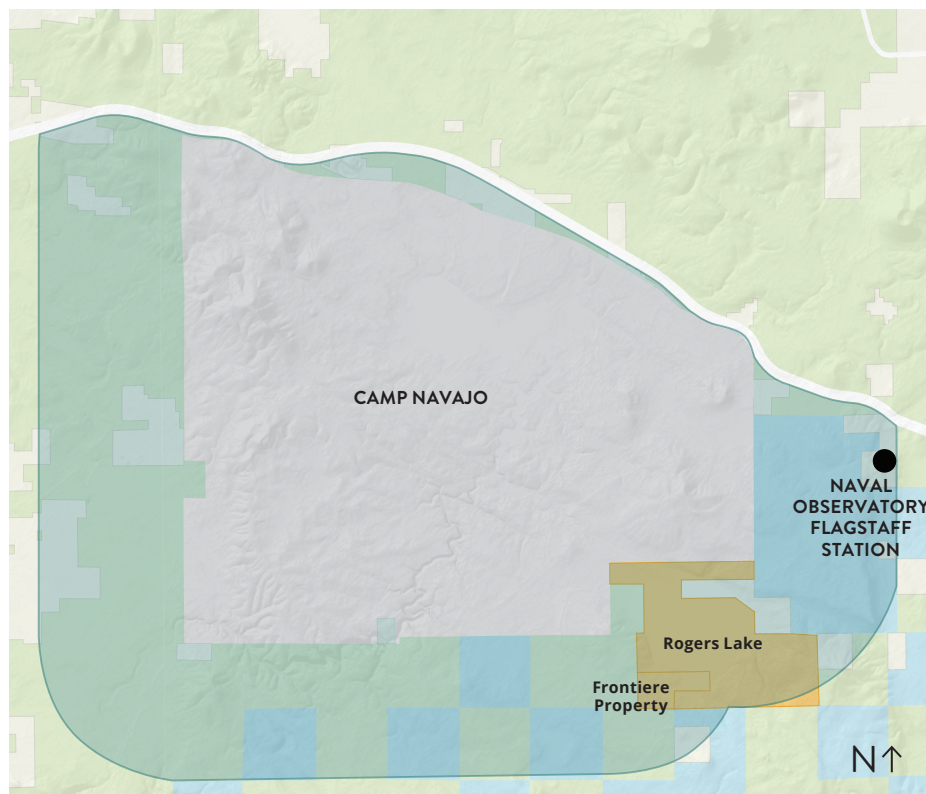 CAMP NAVAJO
NAVAL
OBSERVATORY
FLAGSTAFF
STATION
Rogers Lake
Frontiere
Property
N↑